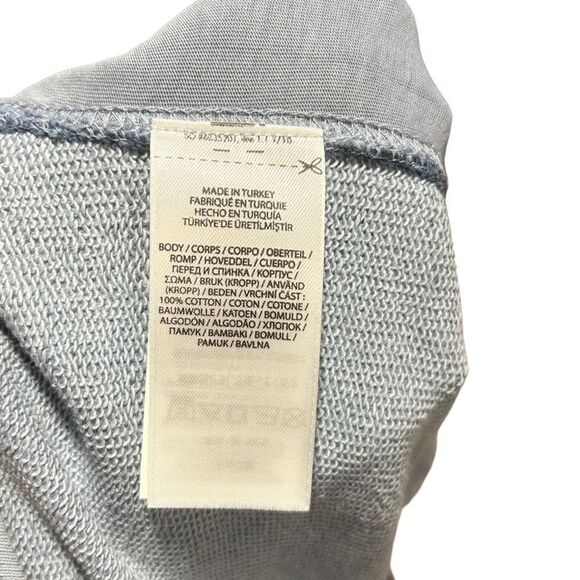 MADE IN TURKEY
FABRIQUÉ EN TURQUIE
HECHO EN TURQUÍA
TÜRKİYE'DE ÜRETİLMİŞTİR
BODY / CORPS / CORPO / OBERTEIL /
ROMP / HOVEDDEL / CUERPO /
ПЕРЕД И СПИНКА / КОРПУС /
ΣΩΜΑ / BRUK (KROPP) / ANVÄND
(KROPP) / BEDEN / VRCHNÍ ČÁST :
100% COTTON / COTON / COTONE /
BAUMWOLLE / KATOEN / BOMULD /
ALGODÓN / ALGODÃO / ХЛОПОК /
ПАМУК / BAMBAKI / BOMULL /
PAMUK / BAVLNA